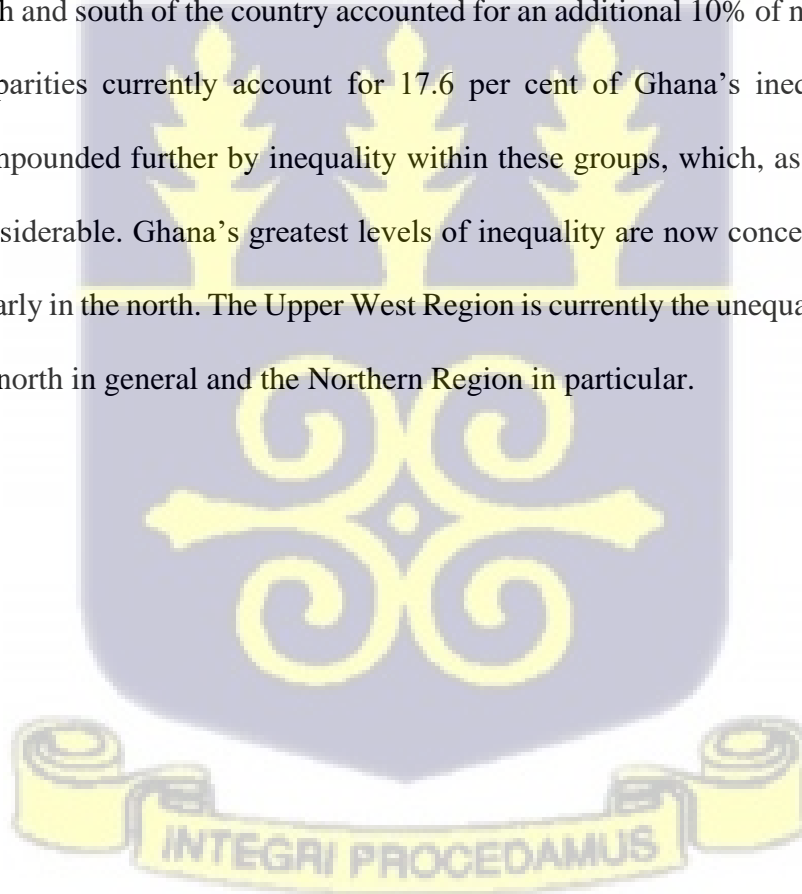 h and south of the country accounted for an additional 10% of
parities currently account for 17.6 per cent of Ghana’s ineq
mpounded further by inequality within these groups, which, as
siderable. Ghana’s greatest levels of inequality are now conce
arly in the north. The Upper West Region is currently the unequa
north in general and the Northern Region in particular.
INTEGRI PROCEDAMUS